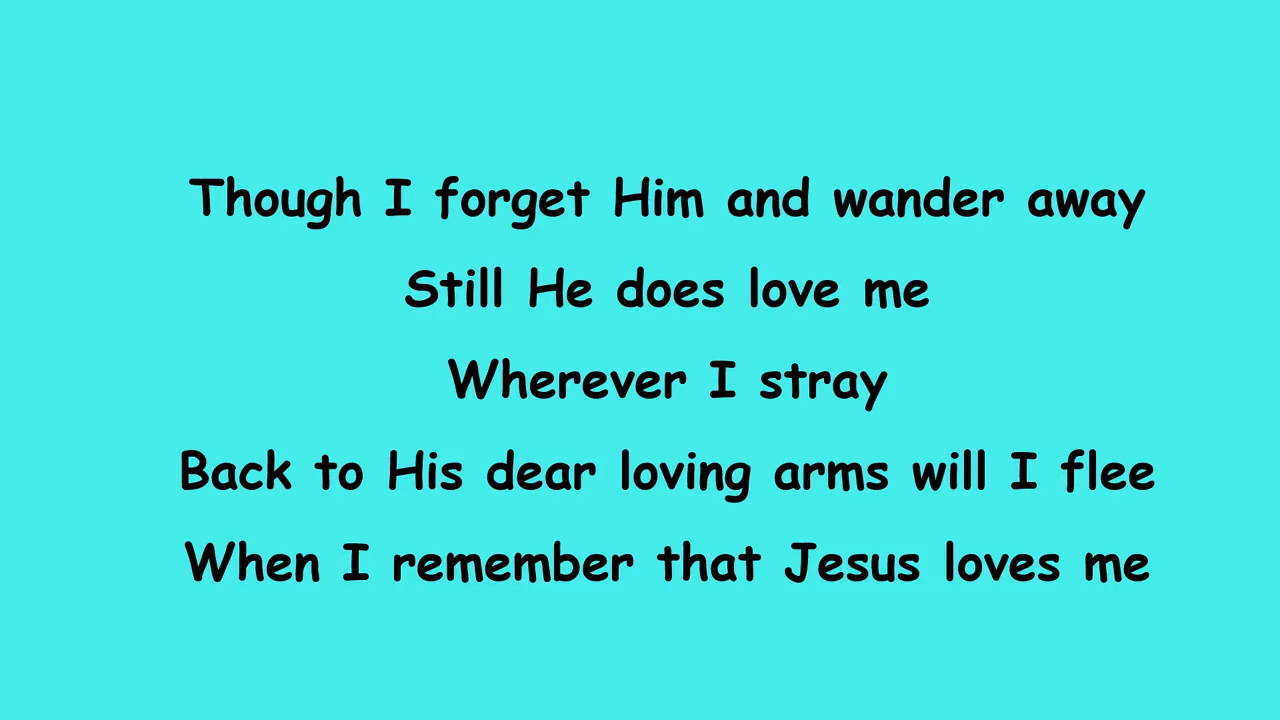 Though I forget Him and wander away
Still He does love me
Wherever I stray
Back to His dear loving arms will I flee
When I remember that Jesus loves me